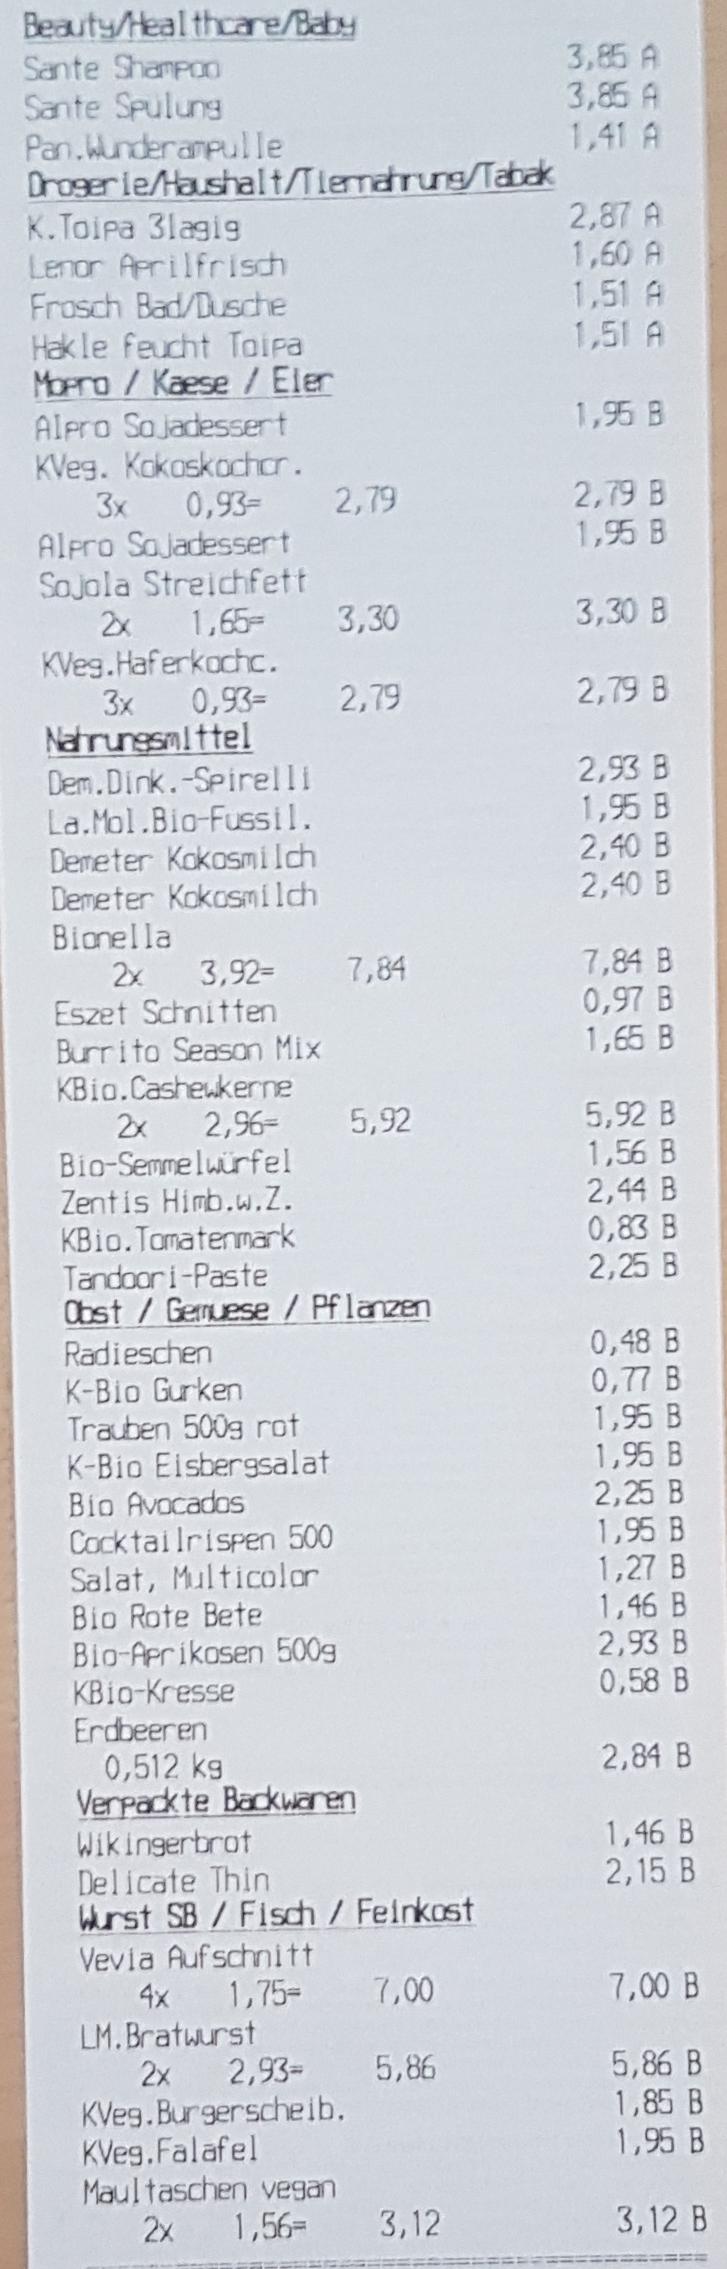 Beauty/Healthcare/Baby
Sante Shampoo 3,85 A
Sante Spülung 3,85 A
Pan.Wunderampulle 1,41 A
Drogerie/Haushalt/Tiernahrung/Tabak
K.Toipa 3lagig 2,87 A
Lenor Aprilfrisch 1,60 A
Frosch Bad/Dusche 1,51 A
Hakle feucht Toipa 1,51 A
Mopro / Kaese / Eier
Alpro Sojadessert 1,95 B
KVeg. Kokoskochcr.
3x 0,93= 2,79 2,79 B
Alpro Sojadessert 1,95 B
Sojola Streichfett
2x 1,65= 3,30 3,30 B
KVeg.Haferkochc.
3x 0,93= 2,79 2,79 B
Nahrungsmittel
Dem.Dink.-Spirelli 2,93 B
La.Mol.Bio-Fussil. 1,95 B
Demeter Kokosmilch 2,40 B
Demeter Kokosmilch 2,40 B
Bionella
2x 3,92= 7,84 7,84 B
Eszet Schnitten 0,97 B
Burrito Season Mix 1,65 B
KBio.Cashewkerne
2x 2,96= 5,92 5,92 B
Bio-Semmelwürfel 1,56 B
Zentis Himb.w.Z. 2,44 B
KBio.Tomatenmark 0,83 B
Tandoori-Paste 2,25 B
Obst / Gemuese / Pflanzen
Radieschen 0,48 B
K-Bio Gurken 0,77 B
Trauben 500g rot 1,95 B
K-Bio Eisbergsalat 1,95 B
Bio Avocados 2,25 B
Cocktailrispen 500 1,95 B
Salat, Multicolor 1,27 B
Bio Rote Bete 1,46 B
Bio-Aprikosen 500g 2,93 B
KBio-Kresse 0,58 B
Erdbeeren
0,512 kg 2,84 B
Verpackte Backwaren
Wikingerbrot 1,46 B
Delicate Thin 2,15 B
Wurst SB / Fisch / Feinkost
Vevia Aufschnitt
4x 1,75= 7,00 7,00 B
LM.Bratwurst
2x 2,93= 5,86 5,86 B
KVeg.Burgerscheib. 1,85 B
KVeg.Falafel 1,95 B
Maultaschen vegan
2x 1,56= 3,12 3,12 B